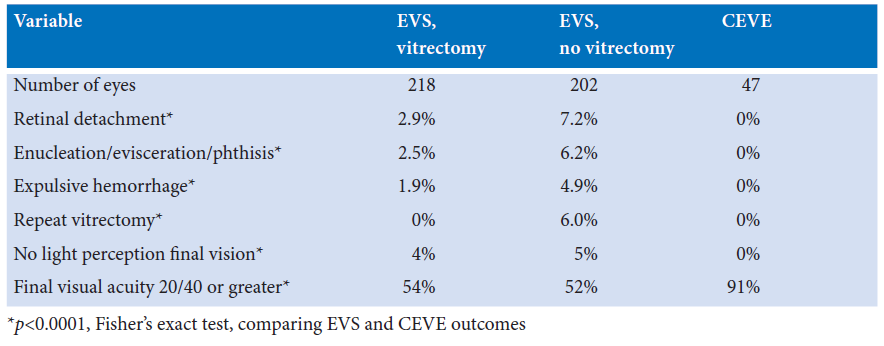 Variable EVS, vitrectomy EVS, no vitrectomy CEVE
Number of eyes 218 202 47
Retinal detachment* 2.9% 7.2% 0%
Enucleation/evisceration/phthisis* 2.5% 6.2% 0%
Expulsive hemorrhage* 1.9% 4.9% 0%
Repeat vitrectomy* 0% 6.0% 0%
No light perception final vision* 4% 5% 0%
Final visual acuity 20/40 or greater* 54% 52% 91%
*p<0.0001, Fisher’s exact test, comparing EVS and CEVE outcomes